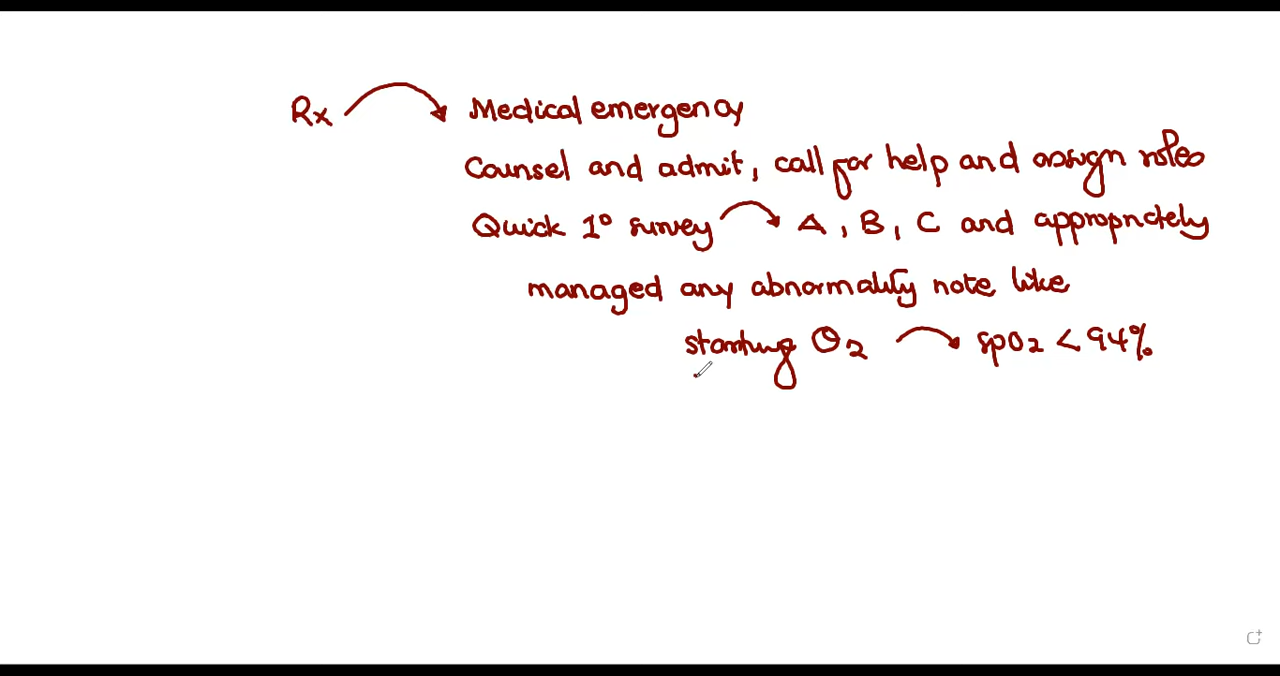 Rx → Medical emergency
Counsel and admit, call for help and assign roles
Quick 1° survey → A, B, C and appropriately
managed any abnormality note like
starting O2 → SpO2 < 94%